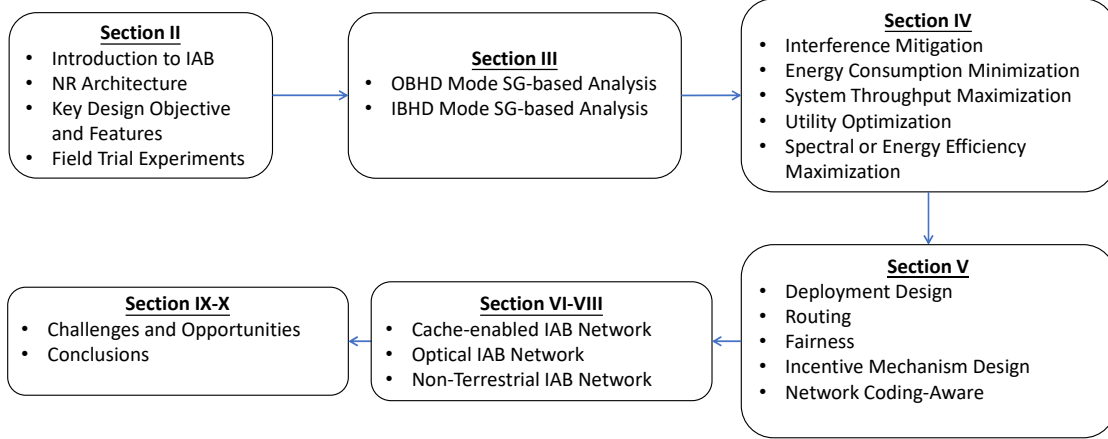 Section II
• Introduction to IAB
• NR Architecture
• Key Design Objective
and Features
• Field Trial Experiments
Section III
• OBHD Mode SG-based Analysis
• IBHD Mode SG-based Analysis
Section IV
• Interference Mitigation
• Energy Consumption Minimization
• System Throughput Maximization
• Utility Optimization
• Spectral or Energy Efficiency
Maximization
Section V
• Deployment Design
• Routing
• Fairness
• Incentive Mechanism Design
• Network Coding-Aware
Section VI-VIII
• Cache-enabled IAB Network
• Optical IAB Network
• Non-Terrestrial IAB Network
Section IX-X
• Challenges and Opportunities
• Conclusions